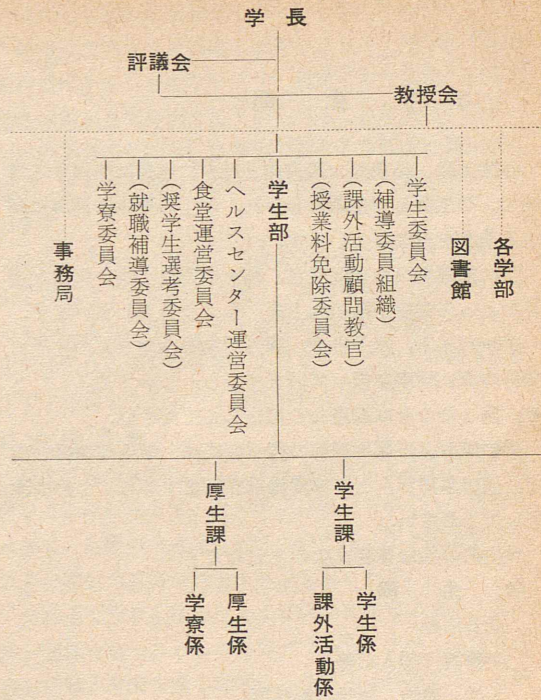 学長
評議会
教授会
各学部
図書館
学生委員会
(補導委員組織)
(課外活動顧問教官)
(授業料免除委員会)
学生部
ヘルスセンター運営委員会
食堂運営委員会
(奨学生選考委員会)
(就職補導委員会)
学寮委員会
事務局
学生課
厚生課
学生係
課外活動係
厚生係
学寮係